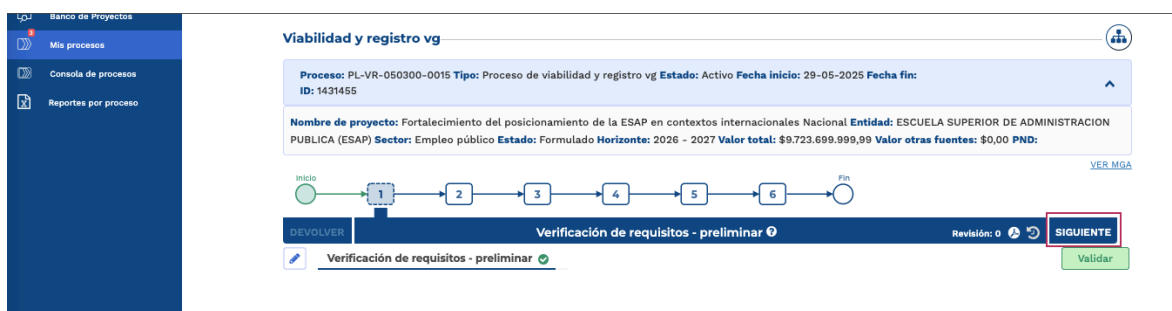 Banco de Proyectos
3
Mis procesos
Consola de procesos
Reportes por proceso
Viabilidad y registro vg
Proceso: PL-VR-050300-0015 Tipo: Proceso de viabilidad y registro vg Estado: Activo Fecha inicio: 29-05-2025 Fecha fin:
ID: 1431455
Nombre de proyecto: Fortalecimiento del posicionamiento de la ESAP en contextos internacionales Nacional Entidad: ESCUELA SUPERIOR DE ADMINISTRACION
PUBLICA (ESAP) Sector: Empleo público Estado: Formulado Horizonte: 2026 - 2027 Valor total: $9.723.699.999,99 Valor otras fuentes: $0,00 PND:
VER MGA
Inicio 1 2 3 4 5 6 Fin
DEVOLVER Verificación de requisitos - preliminar Revisión: 0 SIGUIENTE
Verificación de requisitos - preliminar Validar